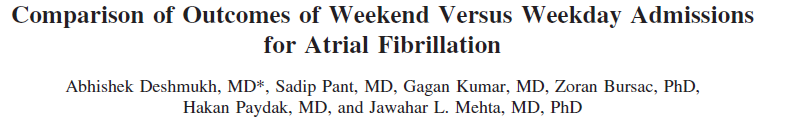 Comparison of Outcomes of Weekend Versus Weekday Admissions
for Atrial Fibrillation
Abhishek Deshmukh, MD*, Sadip Pant, MD, Gagan Kumar, MD, Zoran Bursac, PhD,
Hakan Paydak, MD, and Jawahar L. Mehta, MD, PhD